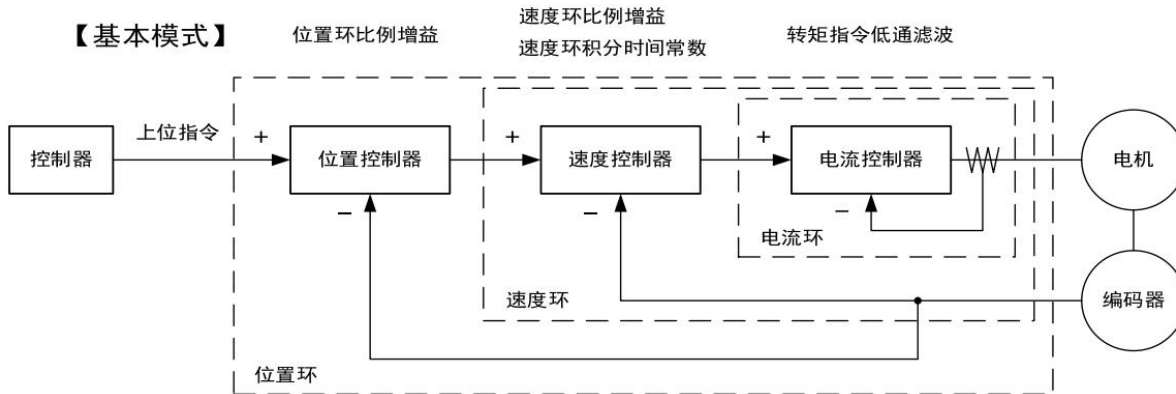 【基本模式】
位置环比例增益
速度环比例增益
速度环积分时间常数
转矩指令低通滤波
控制器
上位指令
+
位置控制器
−
+
速度控制器
−
+
电流控制器
−
电流环
电机
速度环
编码器
位置环